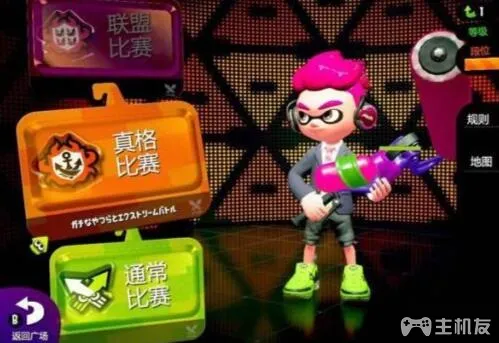 联盟
比赛
真格
比赛
ガチなやつらとエクストリームバトル
通常
比赛
B
返回广场
1
等级
段位
规则
地图
主机友